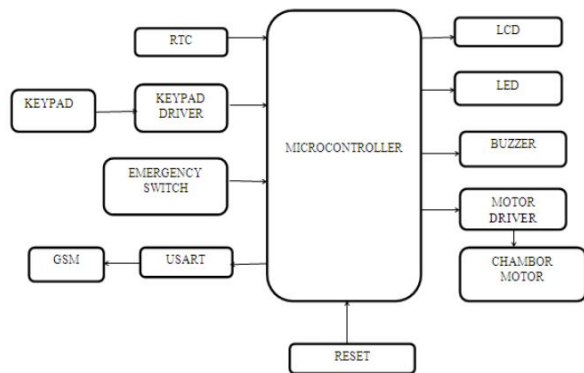 RTC
LCD
KEYPAD
KEYPAD
DRIVER
LED
MICROCONTROLLER
BUZZER
EMERGENCY
SWITCH
MOTOR
DRIVER
GSM
USART
CHAMBOR
MOTOR
RESET